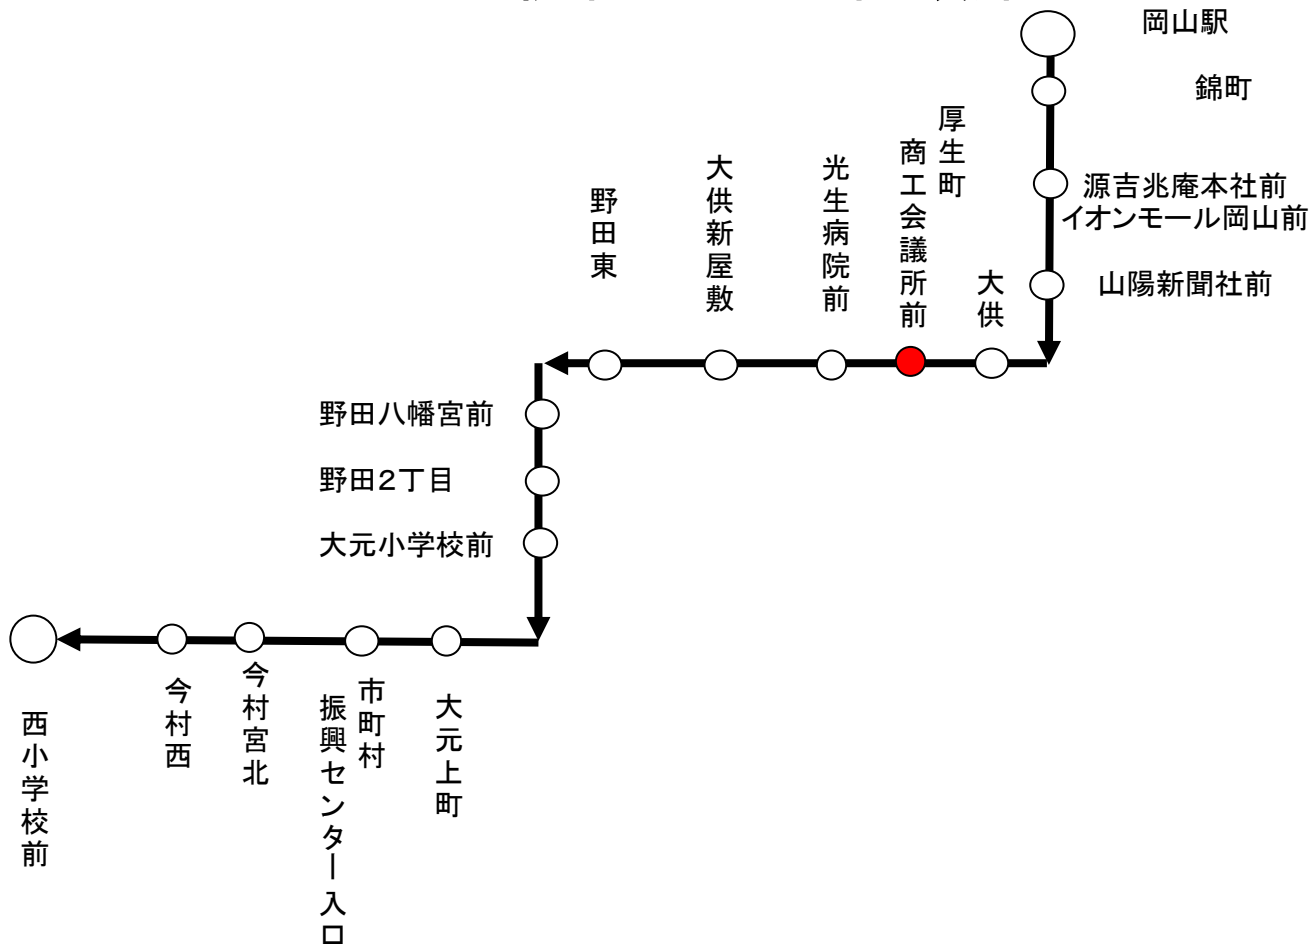 岡山駅
錦町
源吉兆庵本社前
イオンモール岡山前
山陽新聞社前
大供
厚生町
商工会議所前
光生病院前
大供新屋敷
野田東
野田八幡宮前
野田2丁目
大元小学校前
大元上町
市町村
振興センター入口
今村宮北
今村西
西小学校前